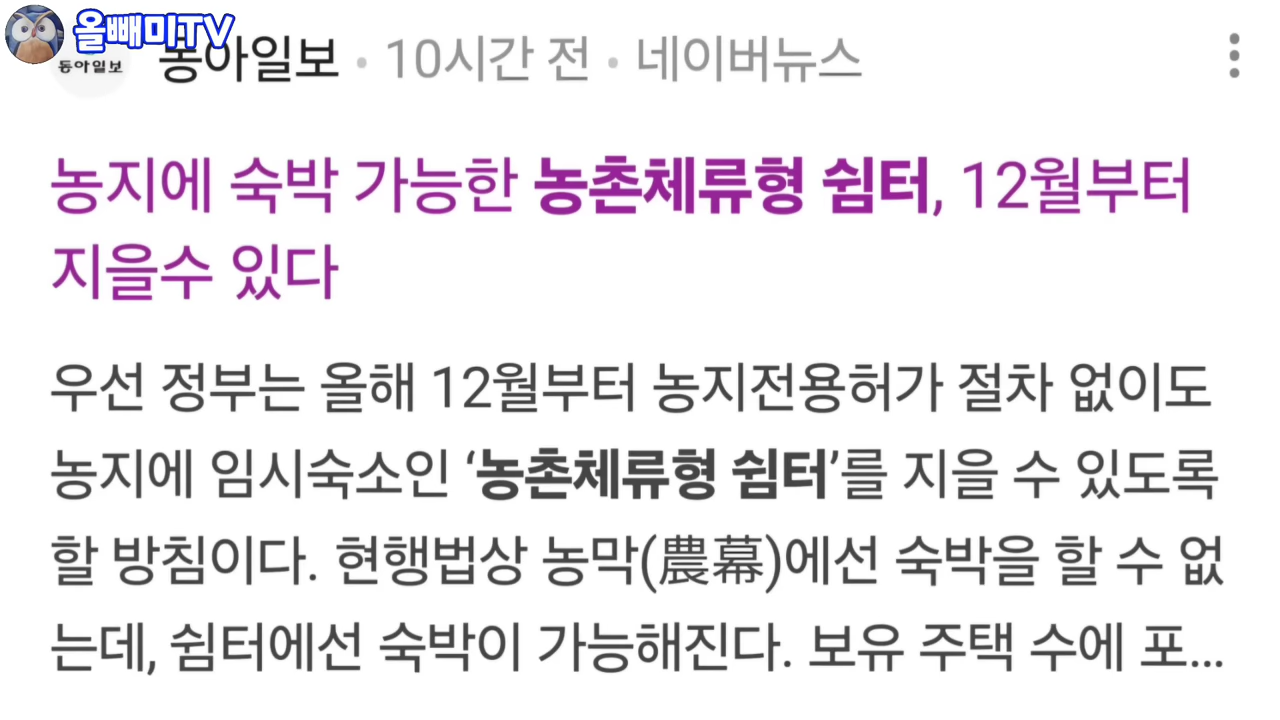 올빼미TV
동아일보
동아일보 • 10시간 전 • 네이버뉴스
농지에 숙박 가능한 농촌체류형 쉼터, 12월부터
지을수 있다
우선 정부는 올해 12월부터 농지전용허가 절차 없이도
농지에 임시숙소인 ‘농촌체류형 쉼터’를 지을 수 있도록
할 방침이다. 현행법상 농막(農幕)에선 숙박을 할 수 없
는데, 쉼터에선 숙박이 가능해진다. 보유 주택 수에 포...